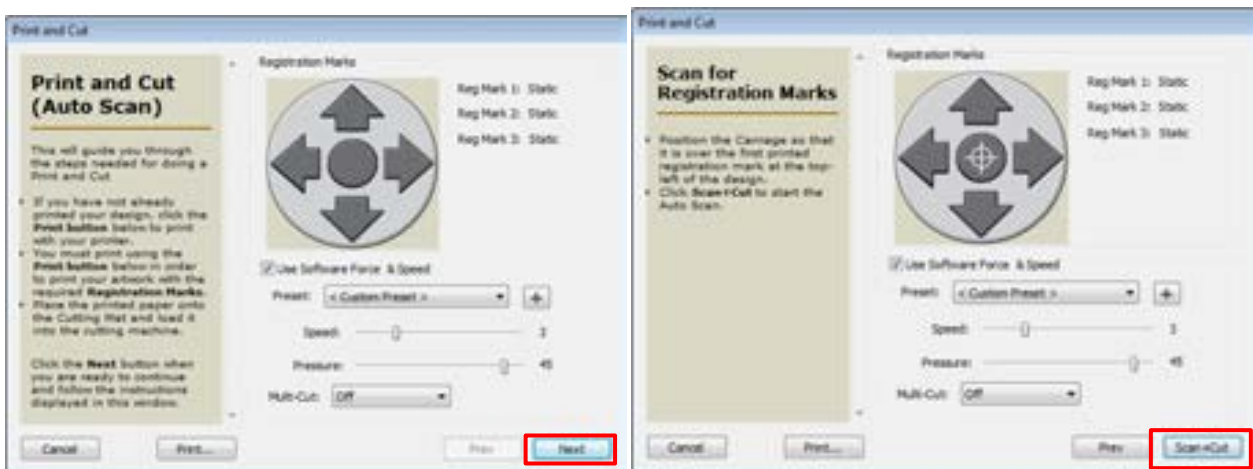 Print and Cut
Print and Cut
(Auto Scan)
This will guide you through
the steps needed for doing a
Print and Cut
• If you have not already
printed your design, click the
Print button below to print
with your printer.
• You must print using the
Print button below in order
to print your artwork with the
required Registration Marks.
• Place the printed paper onto
the Cutting Mat and load it
into the cutting machine.
Click the Next button when
you are ready to continue
and follow the instructions
displayed in this window.
Registration Marks
Reg Mark 1: Static
Reg Mark 2: Static
Reg Mark 3: Static
Use Software Force & Speed
Preset: < Custom Preset > +
Speed: 3
Pressure: 45
Multi-Cut: Off
Cancel Print... Prev Next
Print and Cut
Scan for
Registration Marks
• Position the Carriage so that
it is over the first printed
registration mark at the top-
left of the design.
• Click Scan+Cut to start the
Auto Scan.
Registration Marks
Reg Mark 1: Static
Reg Mark 2: Static
Reg Mark 3: Static
Use Software Force & Speed
Preset: < Custom Preset > +
Speed: 3
Pressure: 45
Multi-Cut: Off
Cancel Print... Prev Scan+Cut